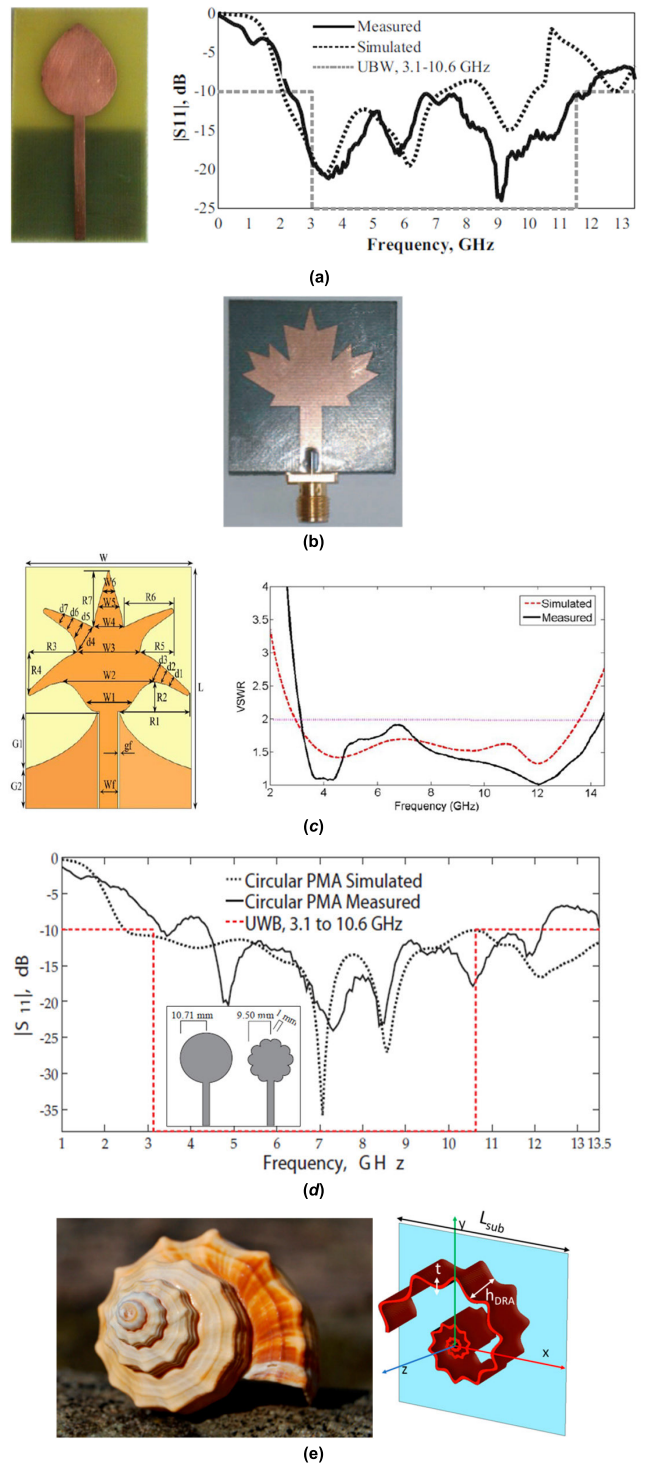 0
-5
-10
-15
-20
-25
|S11|, dB
Measured
Simulated
UBW, 3.1-10.6 GHz
0 1 2 3 4 5 6 7 8 9 10 11 12 13
Frequency, GHz
(a)
(b)
W
W6
R7
W5
R6
d7
d6
d5
W4
d4
R3
W3
R5
d3
d2
d1
R4
W2
L
W1
R2
R1
G1
gf
G2
Wf
4
3.5
3
2.5
2
1.5
1
VSWR
Simulated
Measured
2 4 6 8 10 12 14
Frequency (GHz)
(c)
0
-5
-10
-15
-20
-25
-30
-35
|S 11| dB
Circular PMA Simulated
Circular PMA Measured
UWB, 3.1 to 10.6 GHz
10.71 mm
9.50 mm
1 mm
1 2 3 4 5 6 7 8 9 10 11 12 13 13.5
Frequency, GH z
(d)
y
Lsub
t
hDRA
x
z
(e)